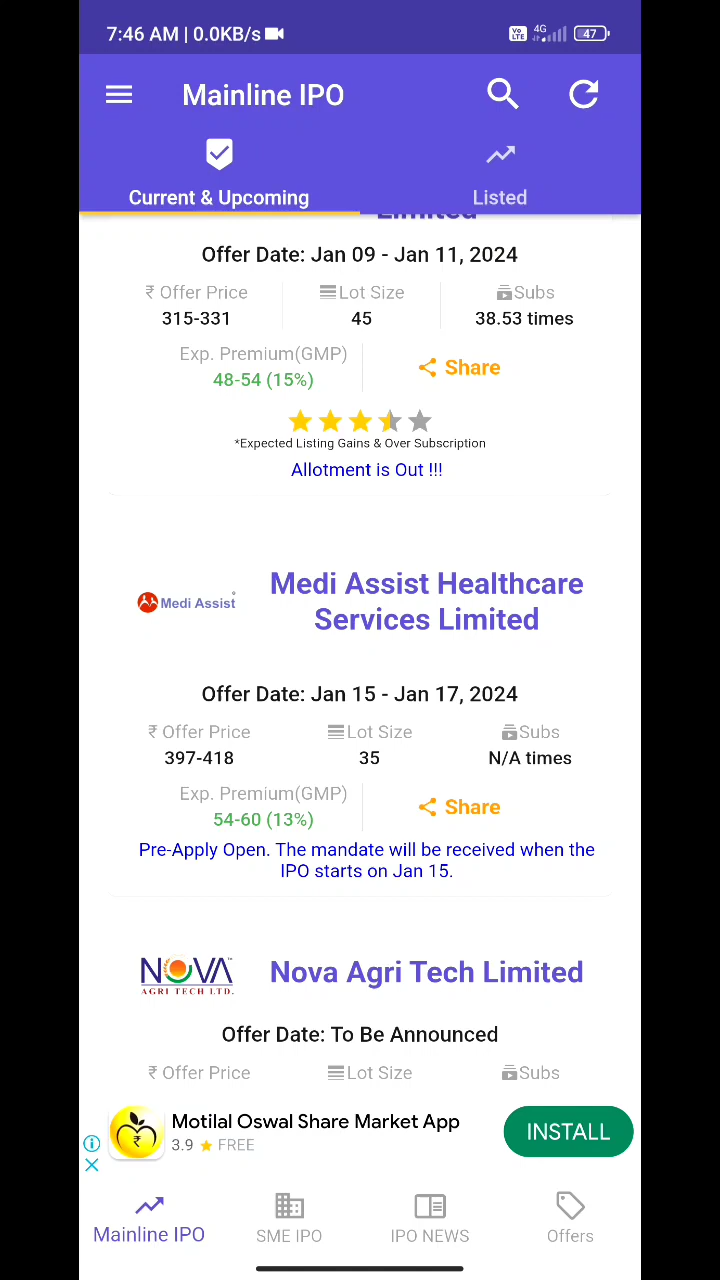 7:46 AM | 0.0KB/s
Vo LTE 4G 47
Mainline IPO
Current & Upcoming
Listed
Limited
Offer Date: Jan 09 - Jan 11, 2024
₹ Offer Price
Lot Size
Subs
315-331
45
38.53 times
Exp. Premium(GMP)
48-54 (15%)
Share
*Expected Listing Gains & Over Subscription
Allotment is Out !!!
Medi Assist
Medi Assist Healthcare
Services Limited
Offer Date: Jan 15 - Jan 17, 2024
₹ Offer Price
Lot Size
Subs
397-418
35
N/A times
Exp. Premium(GMP)
54-60 (13%)
Share
Pre-Apply Open. The mandate will be received when the
IPO starts on Jan 15.
NOVA
AGRI TECH LTD.
Nova Agri Tech Limited
Offer Date: To Be Announced
₹ Offer Price
Lot Size
Subs
Motilal Oswal Share Market App
3.9 ★ FREE
INSTALL
Mainline IPO
SME IPO
IPO NEWS
Offers